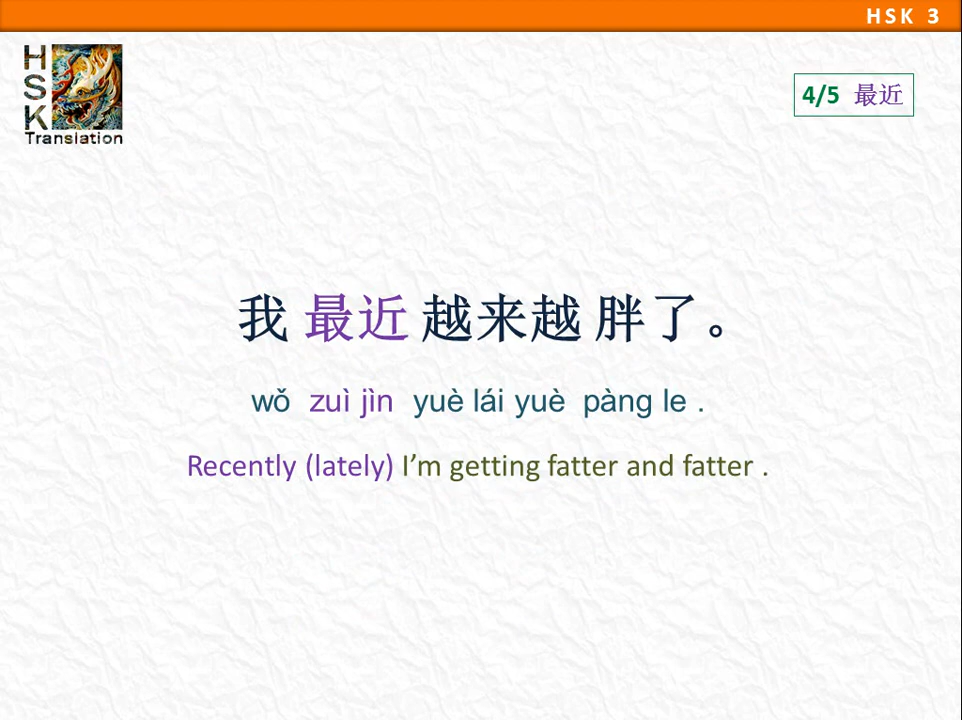 HSK 3
HSK
Translation
4/5 最近
我 最近 越来越 胖了。
wǒ zuì jìn yuè lái yuè pàng le .
Recently (lately) I’m getting fatter and fatter .